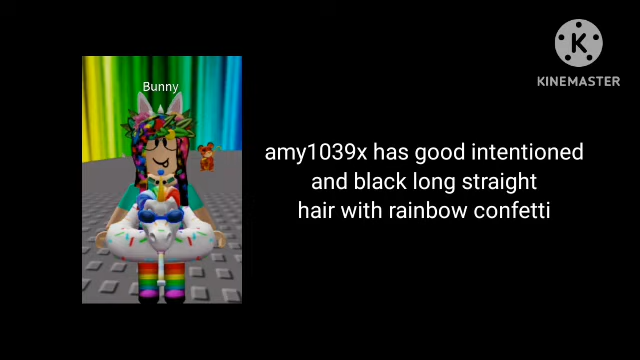 KINEMASTER
Bunny
amy1039x has good intentioned
and black long straight
hair with rainbow confetti